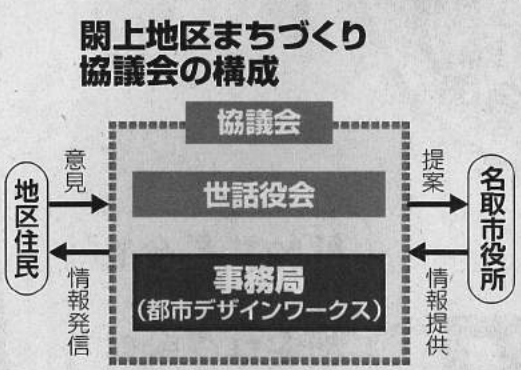 閖上地区まちづくり
協議会の構成
協議会
世話役会
事務局
(都市デザインワークス)
地区住民
意見
情報発信
提案
情報提供
名取市役所